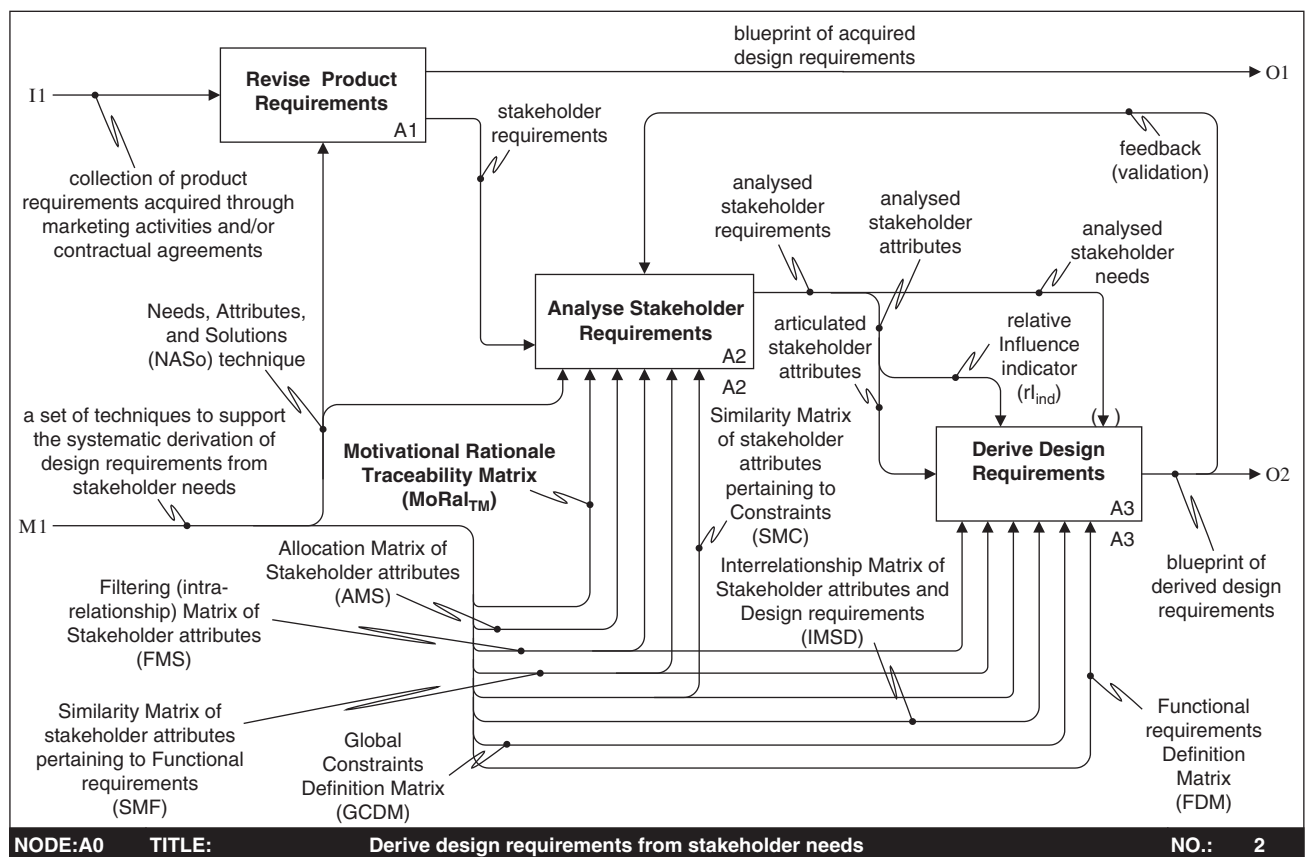 blueprint of acquired
design requirements
O1
Revise Product
Requirements
A1
I1
stakeholder
requirements
feedback
(validation)
collection of product
requirements acquired through
marketing activities and/or
contractual agreements
analysed
stakeholder
requirements
analysed
stakeholder
attributes
analysed
stakeholder
needs
Needs, Attributes,
and Solutions
(NASo) technique
Analyse Stakeholder
Requirements
A2
A2
articulated
stakeholder
attributes
relative
Influence
indicator
(rIind)
( )
a set of techniques to support
the systematic derivation of
design requirements from
stakeholder needs
M1
Motivational Rationale
Traceability Matrix
(MoRaITM)
Similarity Matrix
of stakeholder
attributes
pertaining to
Constraints
(SMC)
Derive Design
Requirements
A3
A3
O2
blueprint of
derived design
requirements
Allocation Matrix of
Stakeholder attributes
(AMS)
Filtering (intra-
relationship) Matrix of
Stakeholder attributes
(FMS)
Interrelationship Matrix of
Stakeholder attributes and
Design requirements
(IMSD)
Similarity Matrix of
stakeholder attributes
pertaining to Functional
requirements
(SMF)
Global
Constraints
Definition Matrix
(GCDM)
Functional
requirements
Definition
Matrix
(FDM)
NODE:A0 TITLE: Derive design requirements from stakeholder needs NO.: 2